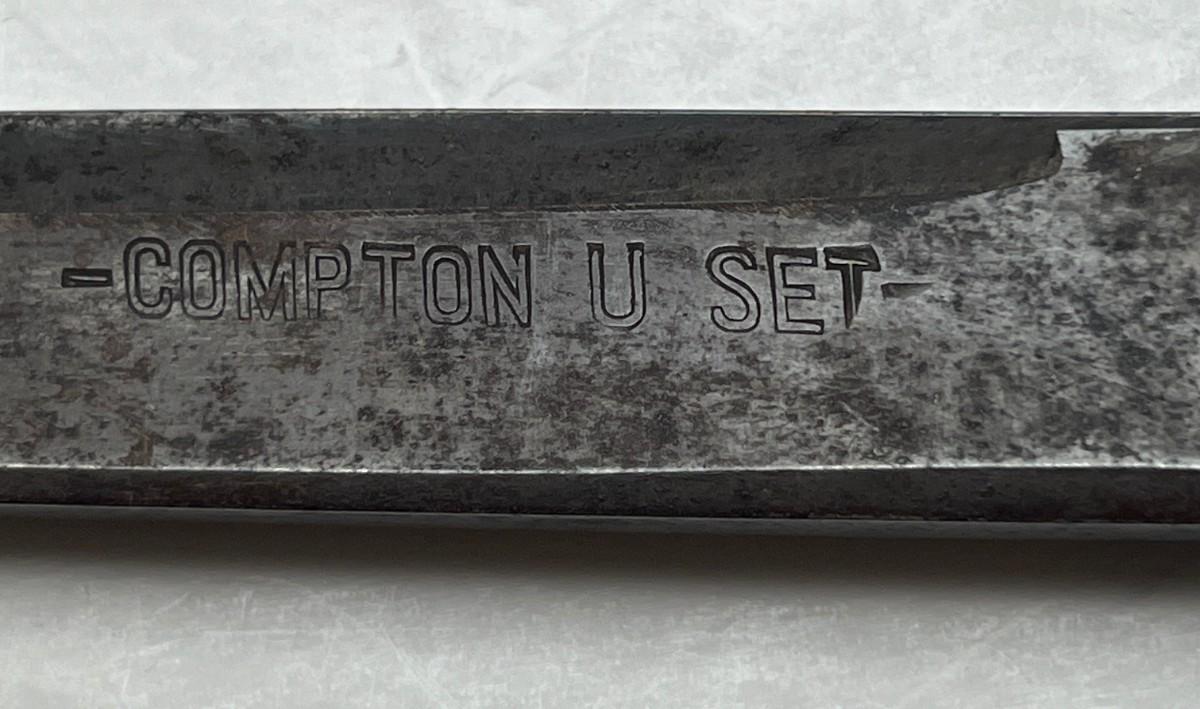 -COMPTON U SET-